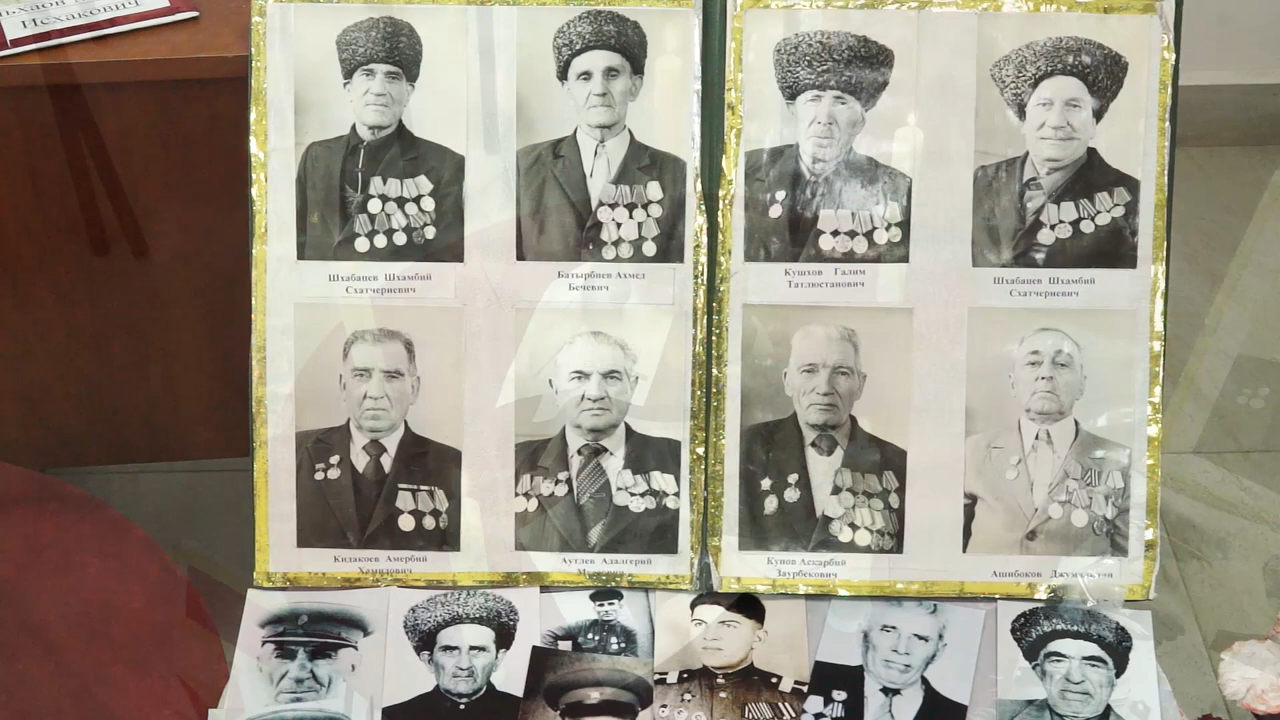 Исхакович
Шхабацев Шхамбий
Схатчериевич
Батырбиев Ахмед
Бечевич
Кушхов Галим
Татлюстанович
Шхабацев Шхамбий
Схатчериевич
Кидакоев Амербий
Хамидович
Аутлев Адалгерий
Купов Аскарбий
Заурбекович
Ашибоков